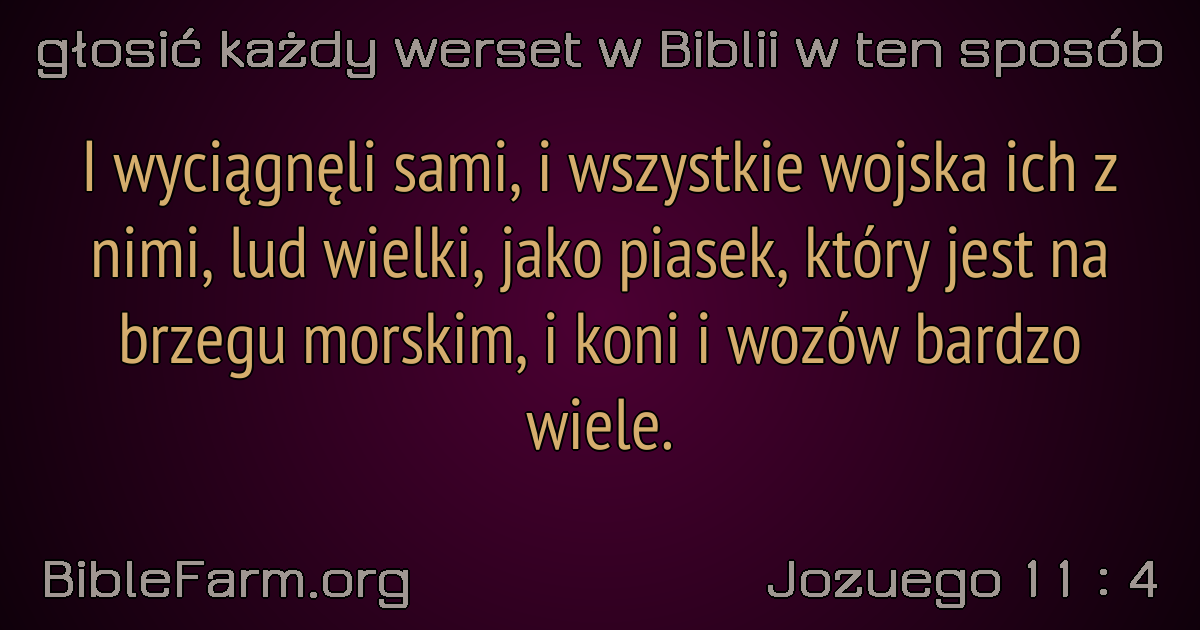 głosić każdy werset w Biblii w ten sposób
I wyciągnęli sami, i wszystkie wojska ich z
nimi, lud wielki, jako piasek, który jest na
brzegu morskim, i koni i wozów bardzo
wiele.
BibleFarm.org
Jozuego 11 : 4